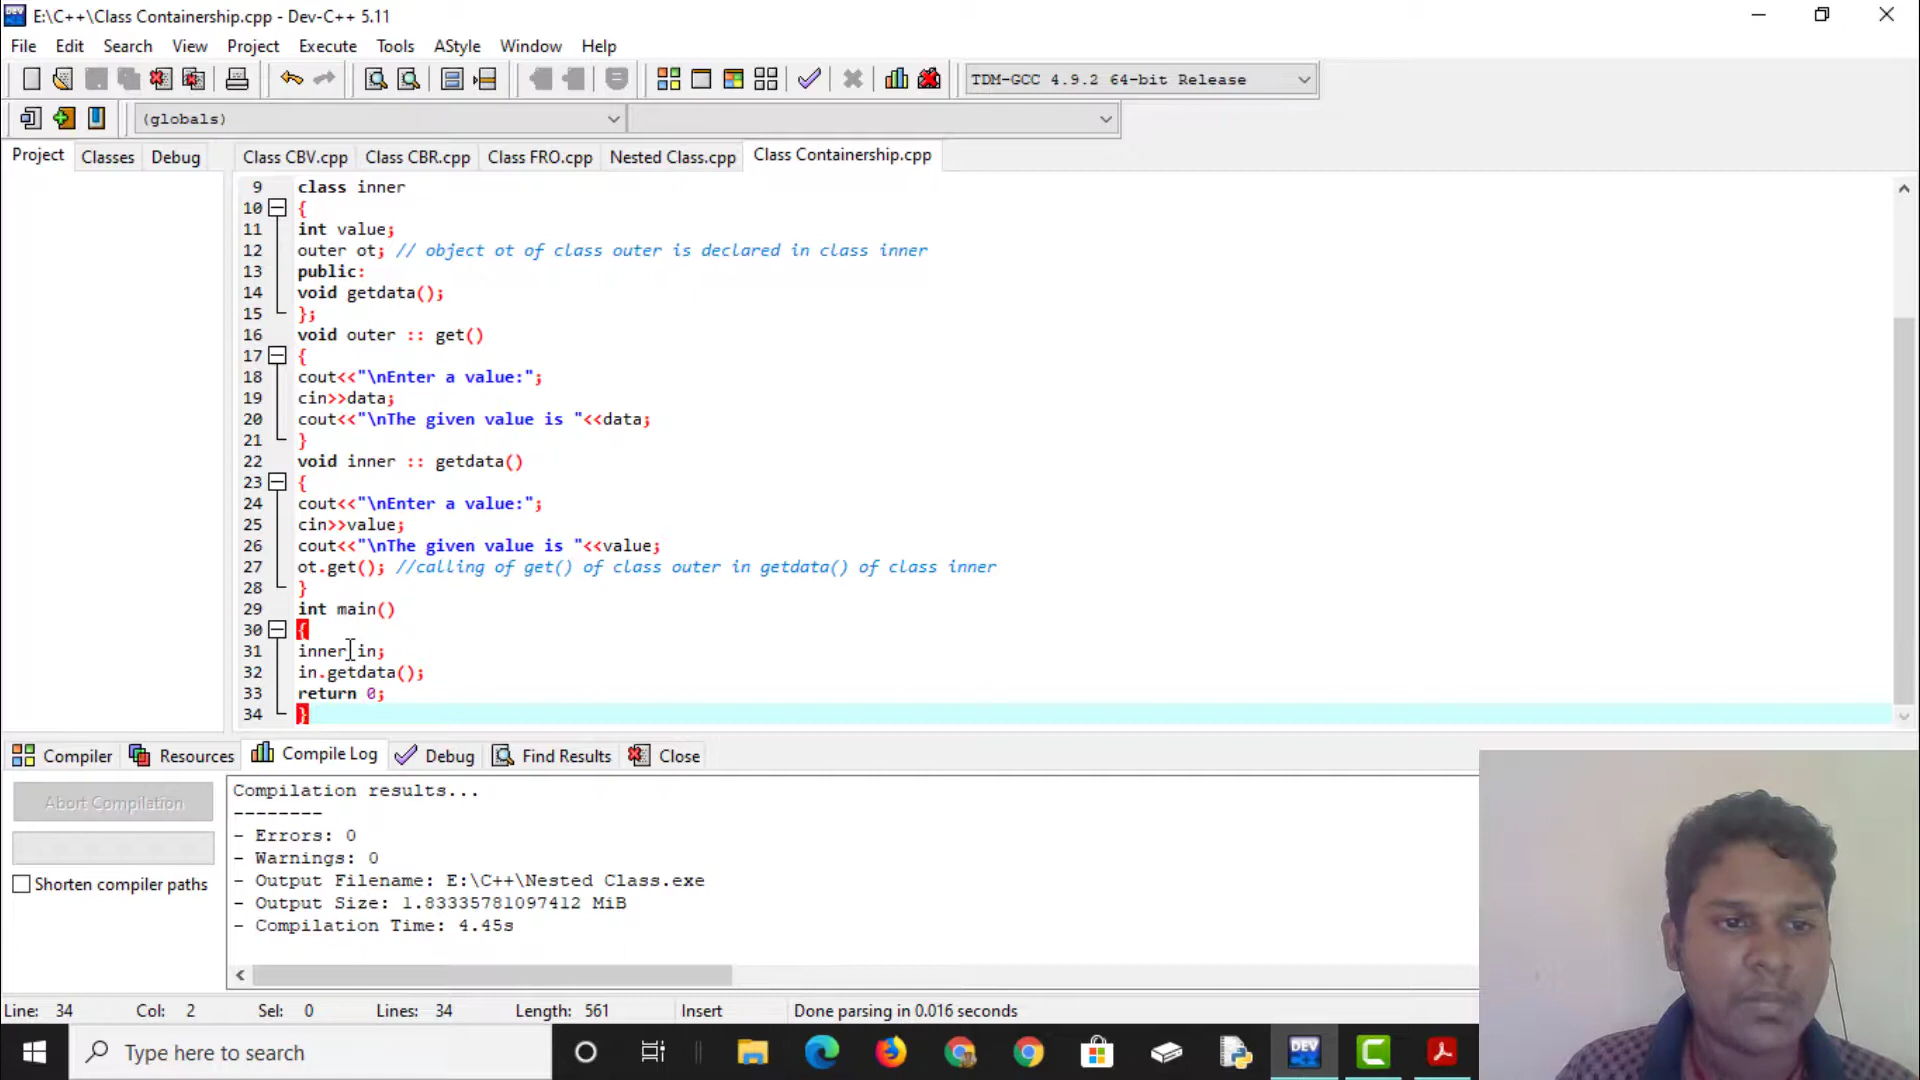 E:\C++\Class Containership.cpp - Dev-C++ 5.11
File Edit Search View Project Execute Tools AStyle Window Help
TDM-GCC 4.9.2 64-bit Release
(globals)
Project Classes Debug
Class CBV.cpp Class CBR.cpp Class FRO.cpp Nested Class.cpp Class Containership.cpp
9 class inner
10 {
11 int value;
12 outer ot; // object ot of class outer is declared in class inner
13 public:
14 void getdata();
15 };
16 void outer :: get()
17 {
18 cout<<"\nEnter a value:";
19 cin>>data;
20 cout<<"\nThe given value is "<<data;
21 }
22 void inner :: getdata()
23 {
24 cout<<"\nEnter a value:";
25 cin>>value;
26 cout<<"\nThe given value is "<<value;
27 ot.get(); //calling of get() of class outer in getdata() of class inner
28 }
29 int main()
30 {
31 inner in;
32 in.getdata();
33 return 0;
34 }
Compiler Resources Compile Log Debug Find Results Close
Abort Compilation
Shorten compiler paths
Compilation results...
--------
- Errors: 0
- Warnings: 0
- Output Filename: E:\C++\Nested Class.exe
- Output Size: 1.83335781097412 MiB
- Compilation Time: 4.45s
Line: 34 Col: 2 Sel: 0 Lines: 34 Length: 561 Insert Done parsing in 0.016 seconds
Type here to search
DEV
DEV C++